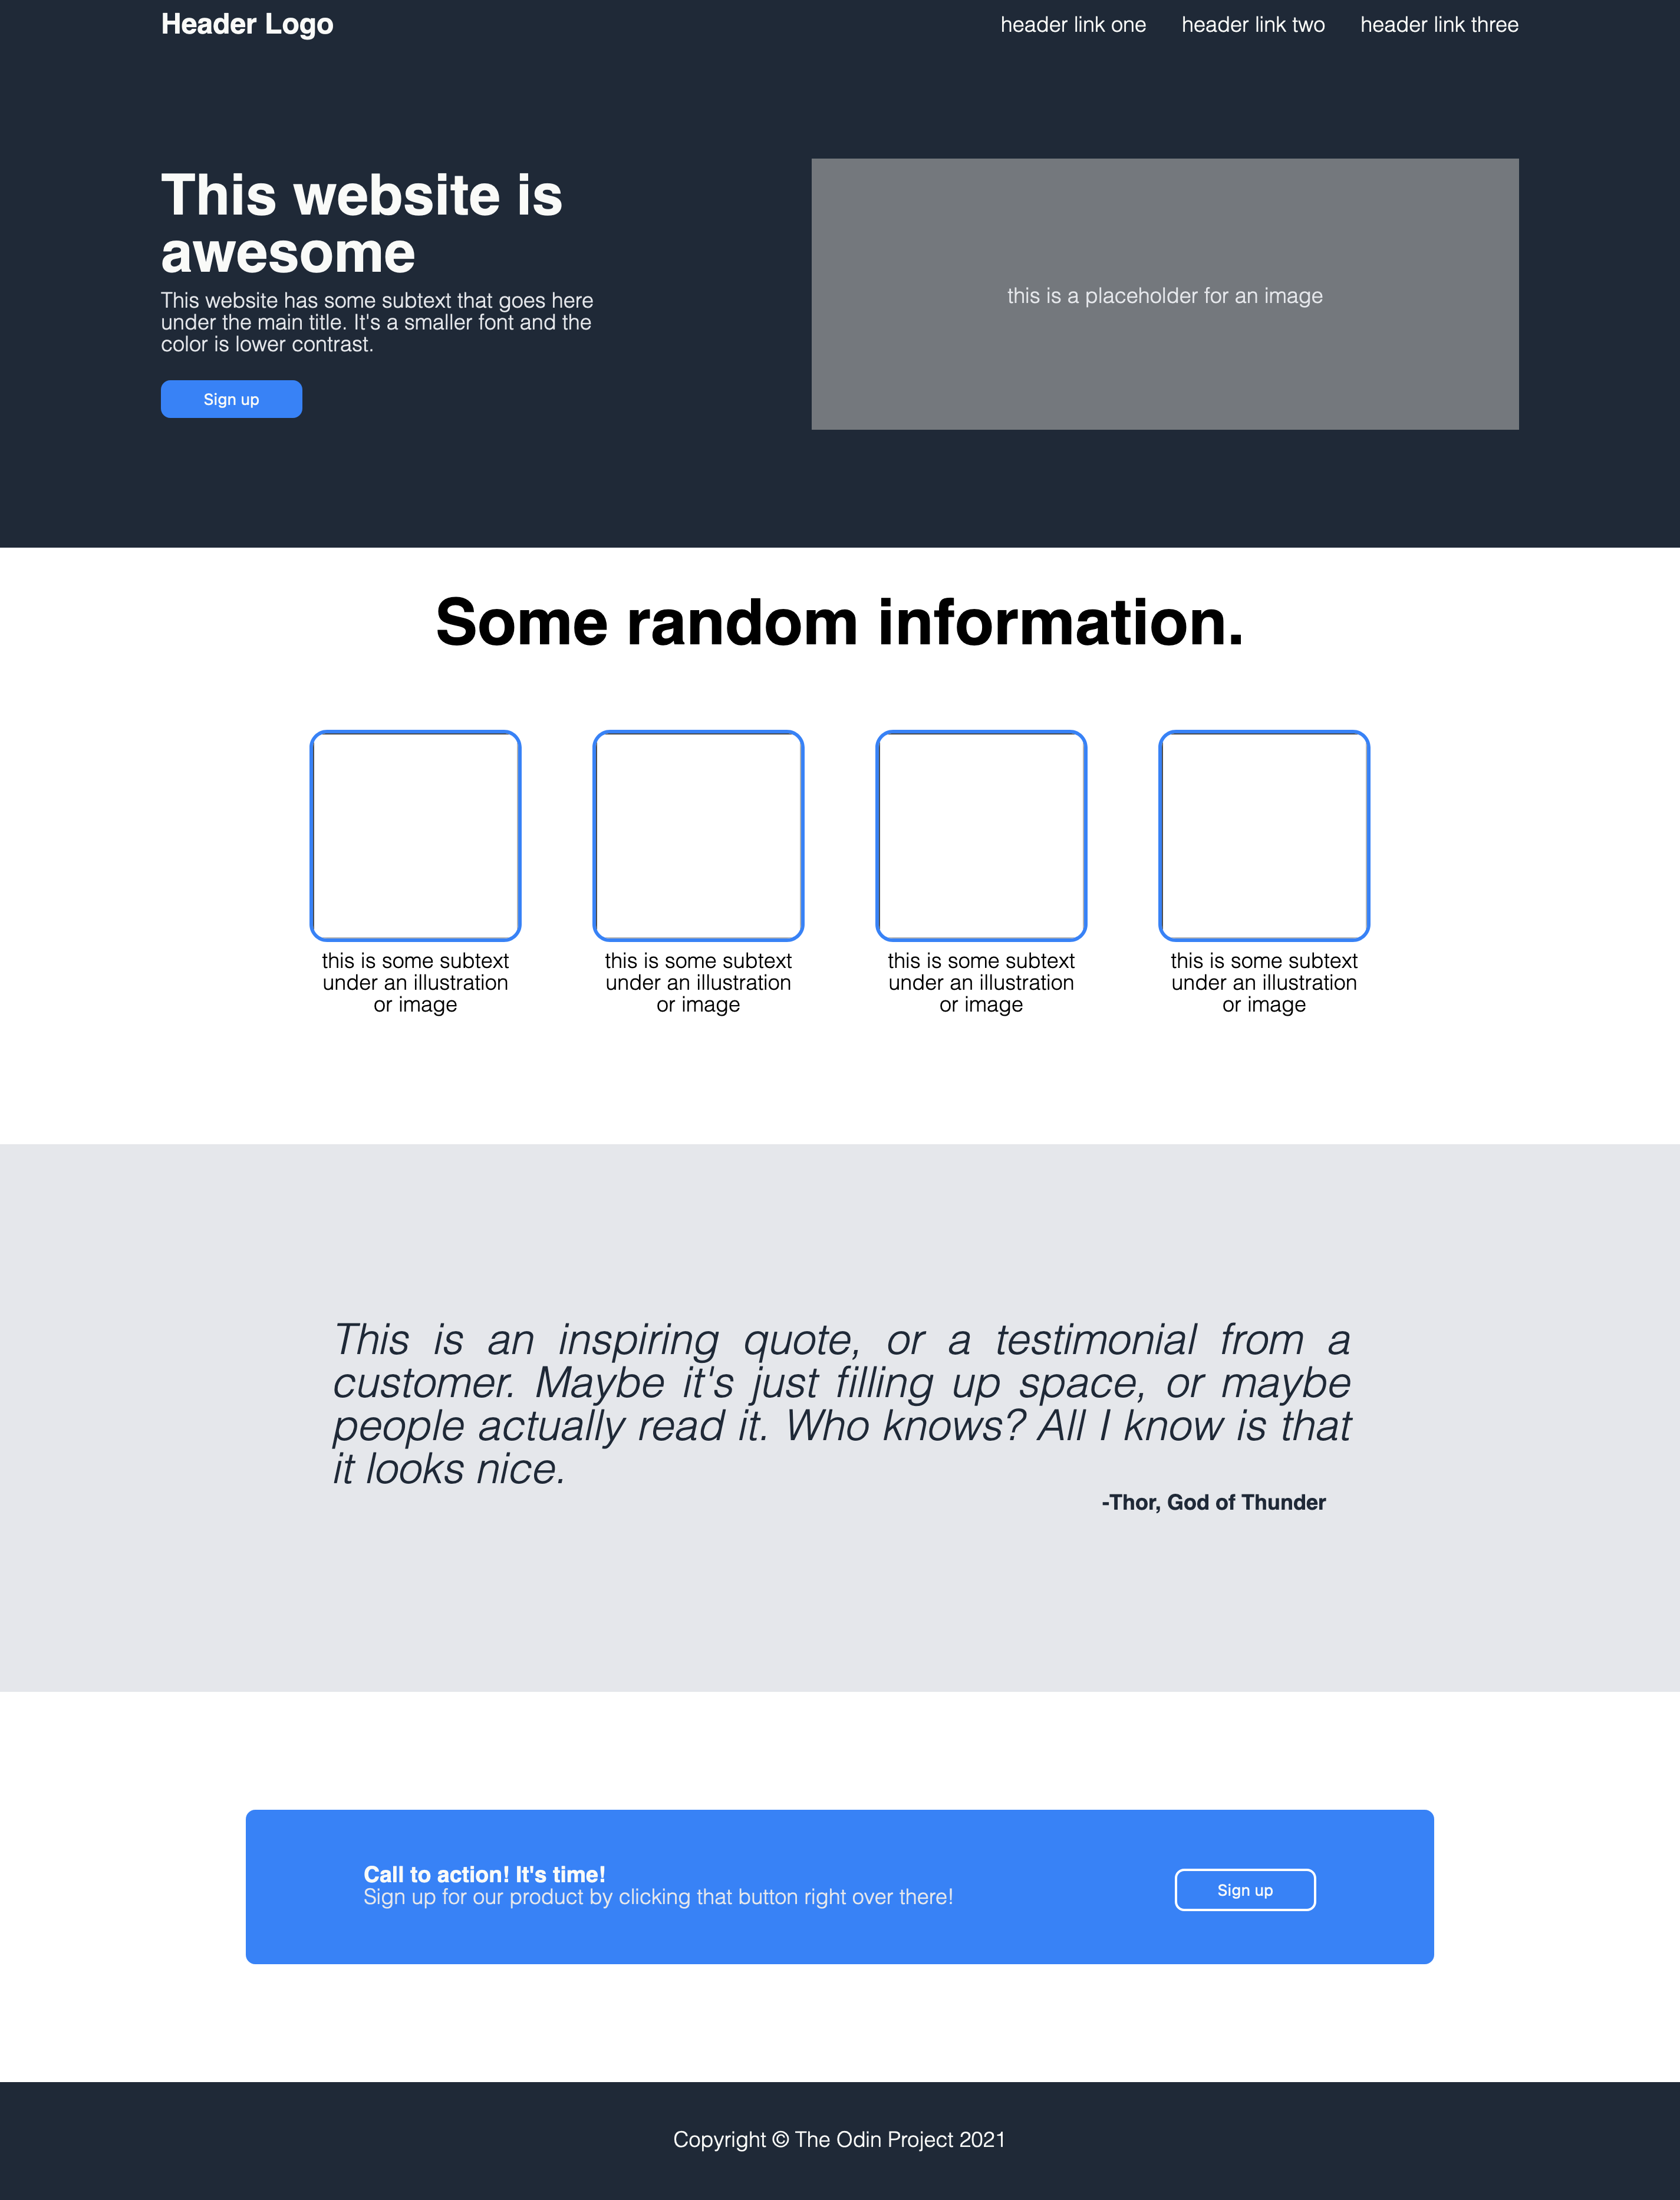 Header Logo
header link one header link two header link three
This website is
awesome
This website has some subtext that goes here
under the main title. It's a smaller font and the
color is lower contrast.
Sign up
this is a placeholder for an image
Some random information.
this is some subtext
under an illustration
or image
this is some subtext
under an illustration
or image
this is some subtext
under an illustration
or image
this is some subtext
under an illustration
or image
This is an inspiring quote, or a testimonial from a
customer. Maybe it's just filling up space, or maybe
people actually read it. Who knows? All I know is that
it looks nice.
-Thor, God of Thunder
Call to action! It's time!
Sign up for our product by clicking that button right over there!
Sign up
Copyright © The Odin Project 2021